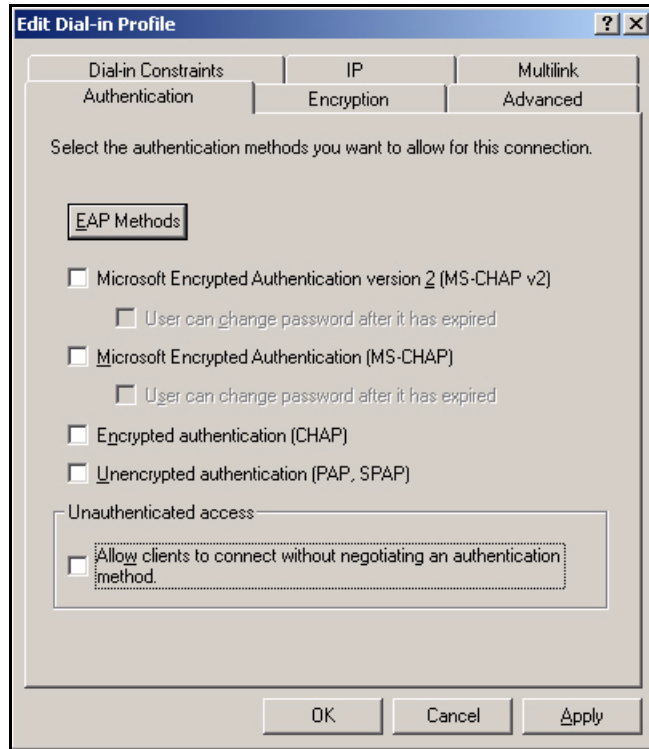 Edit Dial-in Profile
Dial-in Constraints IP Multilink
Authentication Encryption Advanced
Select the authentication methods you want to allow for this connection.
EAP Methods
Microsoft Encrypted Authentication version 2 (MS-CHAP v2)
User can change password after it has expired
Microsoft Encrypted Authentication (MS-CHAP)
User can change password after it has expired
Encrypted authentication (CHAP)
Unencrypted authentication (PAP, SPAP)
Unauthenticated access
Allow clients to connect without negotiating an authentication
method.
OK Cancel Apply